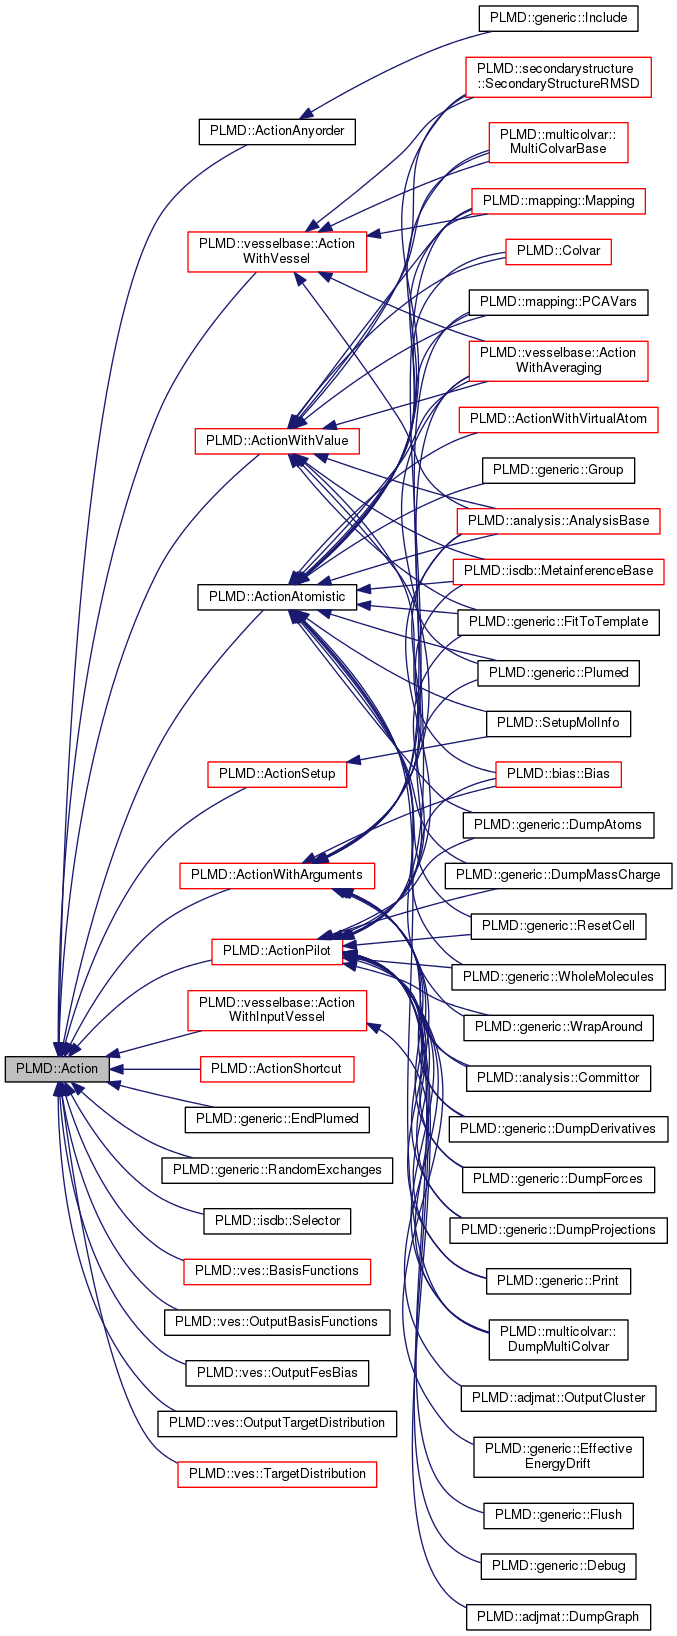 PLMD::generic::Include
PLMD::secondarystructure
::SecondaryStructureRMSD
PLMD::ActionAnyorder
PLMD::multicolvar::
MultiColvarBase
PLMD::mapping::Mapping
PLMD::vesselbase::Action
WithVessel
PLMD::Colvar
PLMD::mapping::PCAVars
PLMD::vesselbase::Action
WithAveraging
PLMD::ActionWithVirtualAtom
PLMD::ActionWithValue
PLMD::generic::Group
PLMD::analysis::AnalysisBase
PLMD::isdb::MetainferenceBase
PLMD::ActionAtomistic
PLMD::generic::FitToTemplate
PLMD::generic::Plumed
PLMD::SetupMolInfo
PLMD::ActionSetup
PLMD::bias::Bias
PLMD::generic::DumpAtoms
PLMD::ActionWithArguments
PLMD::generic::DumpMassCharge
PLMD::generic::ResetCell
PLMD::ActionPilot
PLMD::generic::WholeMolecules
PLMD::vesselbase::Action
WithInputVessel
PLMD::generic::WrapAround
PLMD::Action
PLMD::ActionShortcut
PLMD::analysis::Committor
PLMD::generic::EndPlumed
PLMD::generic::DumpDerivatives
PLMD::generic::RandomExchanges
PLMD::generic::DumpForces
PLMD::isdb::Selector
PLMD::generic::DumpProjections
PLMD::ves::BasisFunctions
PLMD::generic::Print
PLMD::ves::OutputBasisFunctions
PLMD::multicolvar::
DumpMultiColvar
PLMD::ves::OutputFesBias
PLMD::adjmat::OutputCluster
PLMD::ves::OutputTargetDistribution
PLMD::generic::Effective
EnergyDrift
PLMD::ves::TargetDistribution
PLMD::generic::Flush
PLMD::generic::Debug
PLMD::adjmat::DumpGraph